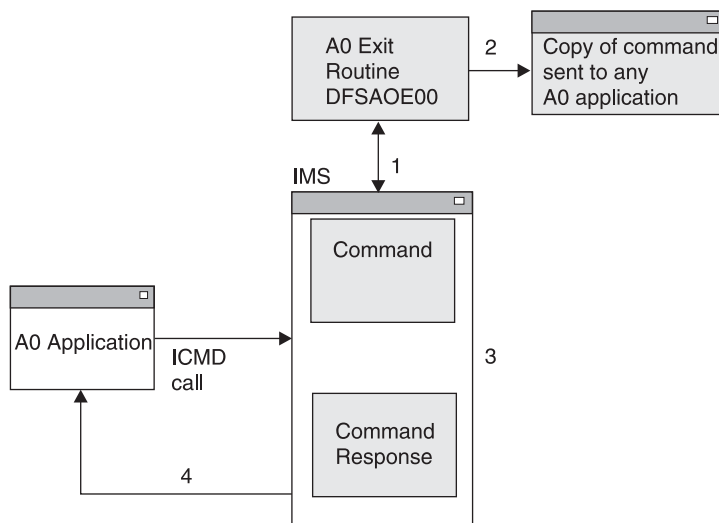 A0 Exit
Routine
DFSAOE00
2
Copy of command
sent to any
A0 application
1
IMS
Command
A0 Application
ICMD
call
3
Command
Response
4